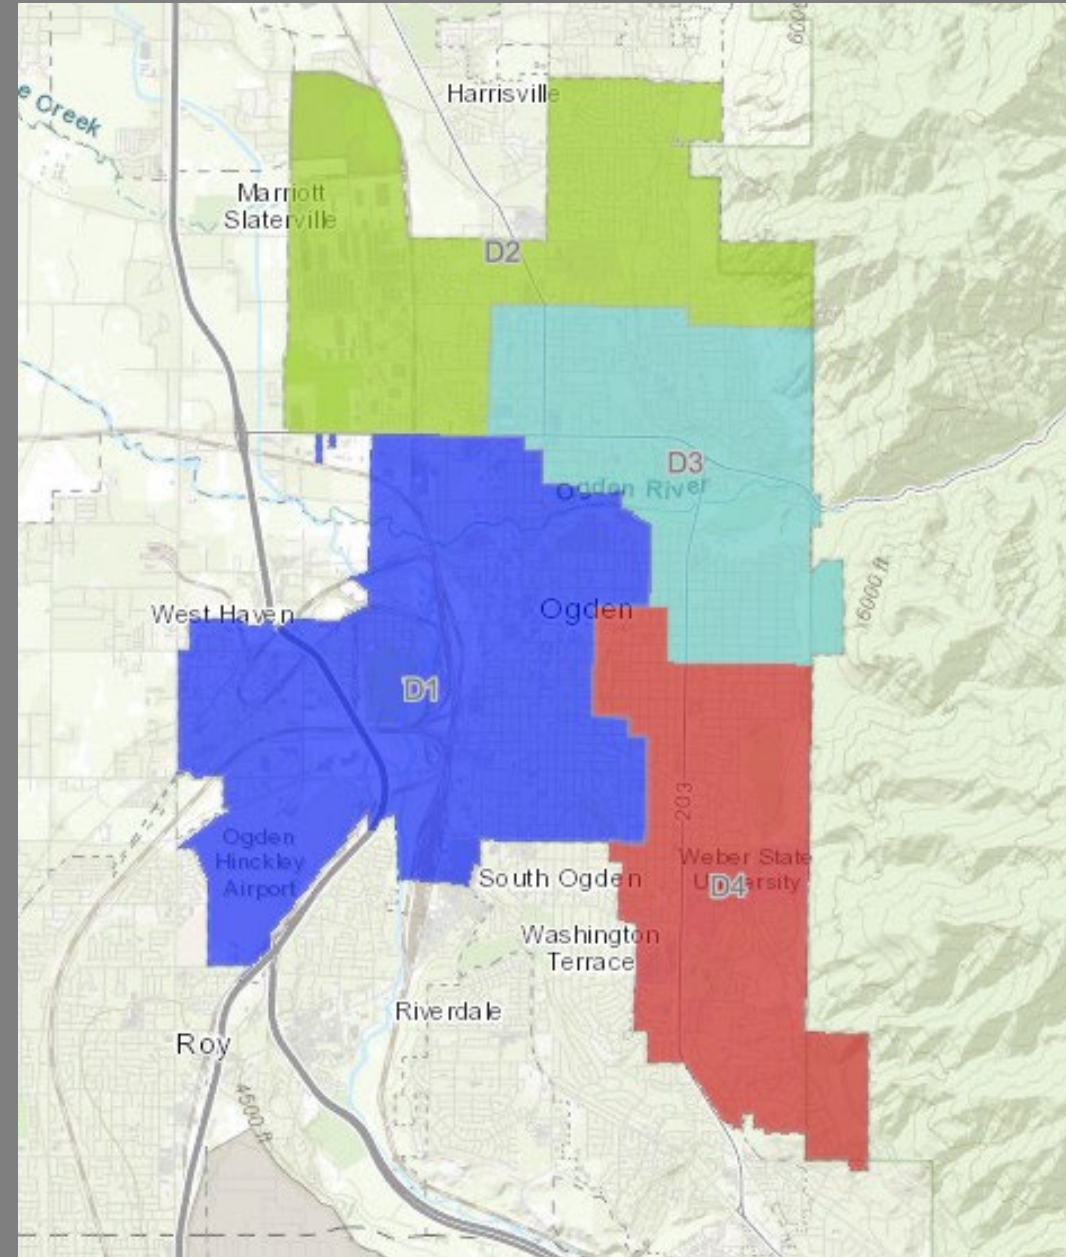 6000
Harrisville
e Creek
Marriott
Slaterville
D2
D3
Ogden River
6000 ft
Ogden
West Haven
D1
203
Ogden
Hinckley
Airport
Weber State
University
D4
South Ogden
Washington
Terrace
Riverdale
Roy
4500 ft